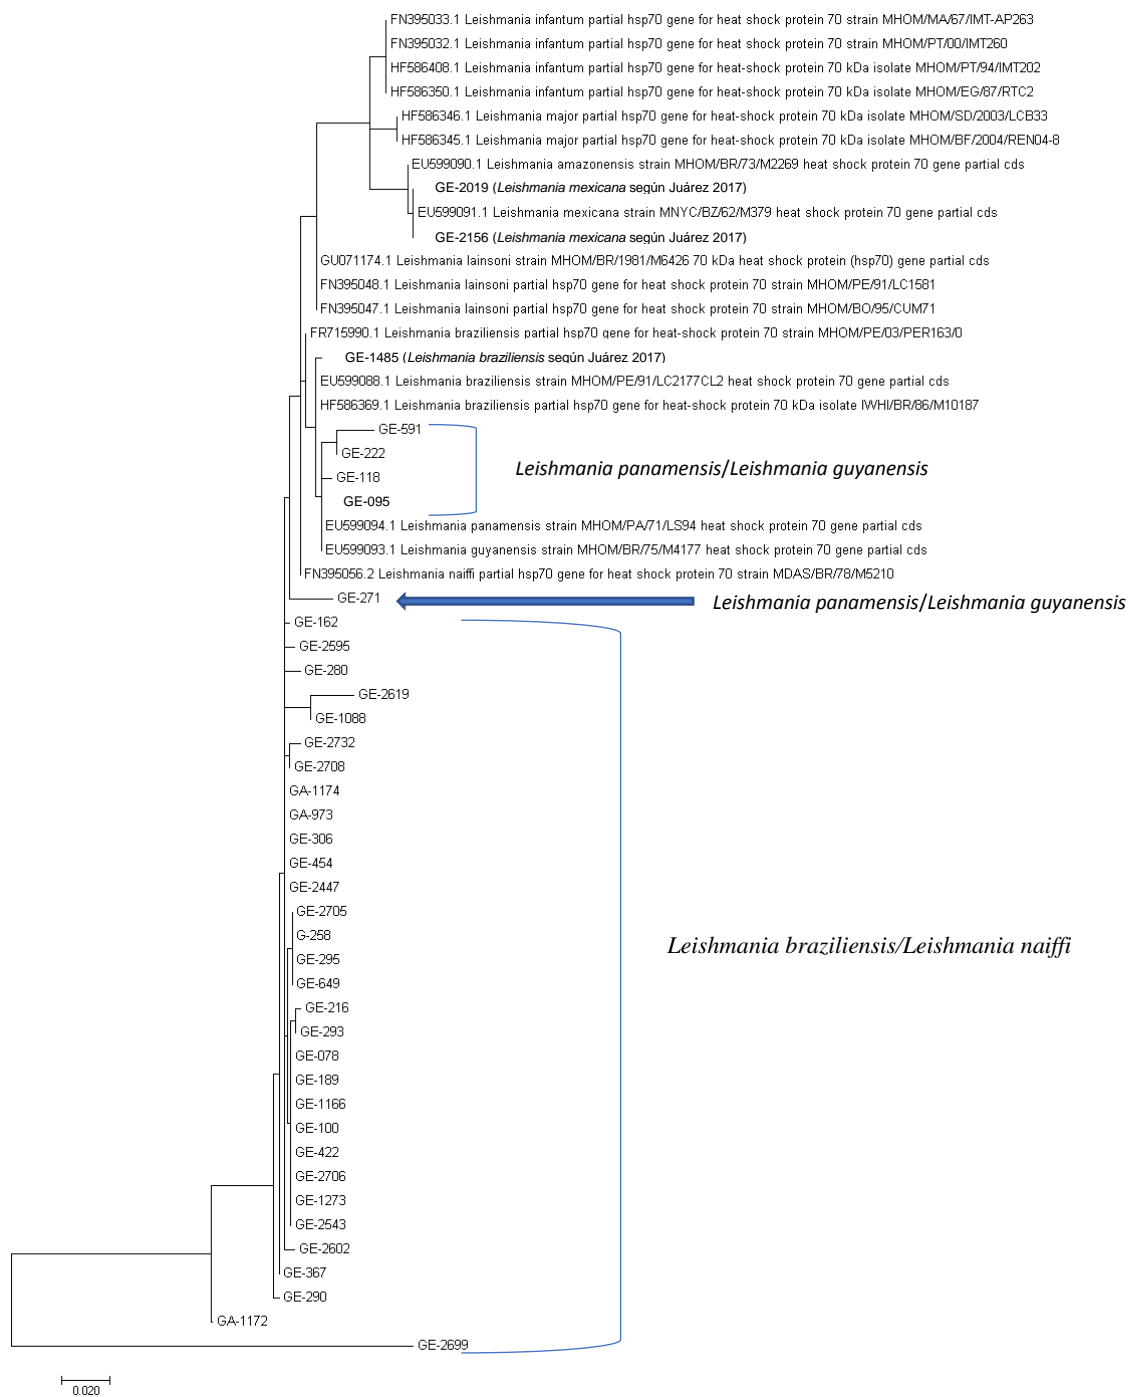 FN395033.1 Leishmania infantum partial hsp70 gene for heat shock protein 70 strain MHOM/MA/67/IMT-AP263
FN395032.1 Leishmania infantum partial hsp70 gene for heat shock protein 70 strain MHOM/PT/00/IMT260
HF586408.1 Leishmania infantum partial hsp70 gene for heat-shock protein 70 kDa isolate MHOM/PT/94/IMT202
HF586350.1 Leishmania infantum partial hsp70 gene for heat-shock protein 70 kDa isolate MHOM/EG/87/RTC2
HF586346.1 Leishmania major partial hsp70 gene for heat-shock protein 70 kDa isolate MHOM/SD/2003/LCB33
HF586345.1 Leishmania major partial hsp70 gene for heat-shock protein 70 kDa isolate MHOM/BF/2004/REN04-8
EU599090.1 Leishmania amazonensis strain MHOM/BR/73/M2269 heat shock protein 70 gene partial cds
GE-2019 (Leishmania mexicana según Juárez 2017)
EU599091.1 Leishmania mexicana strain MNYC/BZ/62/M379 heat shock protein 70 gene partial cds
GE-2156 (Leishmania mexicana según Juárez 2017)
GU071174.1 Leishmania lainsoni strain MHOM/BR/1981/M6426 70 kDa heat shock protein (hsp70) gene partial cds
FN395048.1 Leishmania lainsoni partial hsp70 gene for heat shock protein 70 strain MHOM/PE/91/LC1581
FN395047.1 Leishmania lainsoni partial hsp70 gene for heat shock protein 70 strain MHOM/BO/95/CUM71
FR715990.1 Leishmania braziliensis partial hsp70 gene for heat-shock protein 70 strain MHOM/PE/03/PER163/0
GE-1485 (Leishmania braziliensis según Juárez 2017)
EU599088.1 Leishmania braziliensis strain MHOM/PE/91/LC2177CL2 heat shock protein 70 gene partial cds
HF586369.1 Leishmania braziliensis partial hsp70 gene for heat-shock protein 70 kDa isolate IWHI/BR/86/M10187
GE-591
GE-222
Leishmania panamensis/Leishmania guyanensis
GE-118
GE-095
EU599094.1 Leishmania panamensis strain MHOM/PA/71/LS94 heat shock protein 70 gene partial cds
EU599093.1 Leishmania guyanensis strain MHOM/BR/75/M4177 heat shock protein 70 gene partial cds
FN395056.2 Leishmania naiffi partial hsp70 gene for heat shock protein 70 strain MDAS/BR/78/M5210
GE-271 Leishmania panamensis/Leishmania guyanensis
GE-162
GE-2595
GE-280
GE-2619
GE-1088
GE-2732
GE-2708
GA-1174
GA-973
GE-306
GE-454
GE-2447
GE-2705
G-258
Leishmania braziliensis/Leishmania naiffi
GE-295
GE-649
GE-216
GE-293
GE-078
GE-189
GE-1166
GE-100
GE-422
GE-2706
GE-1273
GE-2543
GE-2602
GE-367
GE-290
GA-1172
GE-2699
0.020